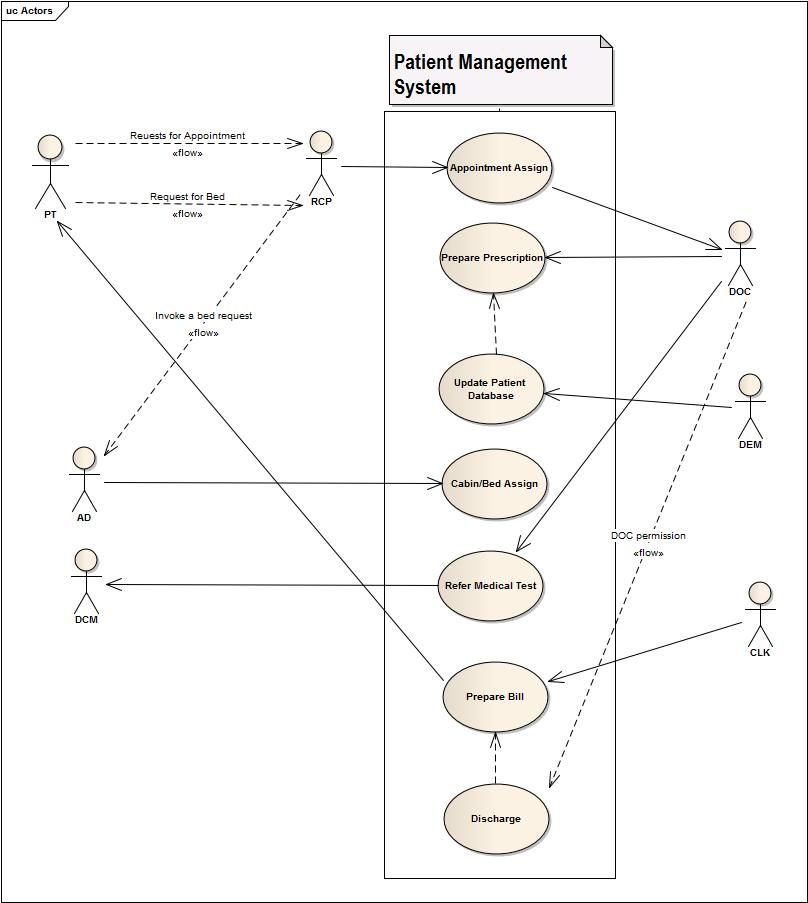 uc Actors
Patient Management
System
Reuests for Appointment
«flow»
Request for Bed
«flow»
PT
RCP
Appointment Assign
Prepare Prescription
DOC
Invoke a bed request
«flow»
Update Patient
Database
DEM
AD
Cabin/Bed Assign
DOC permission
«flow»
DCM
Refer Medical Test
CLK
Prepare Bill
Discharge